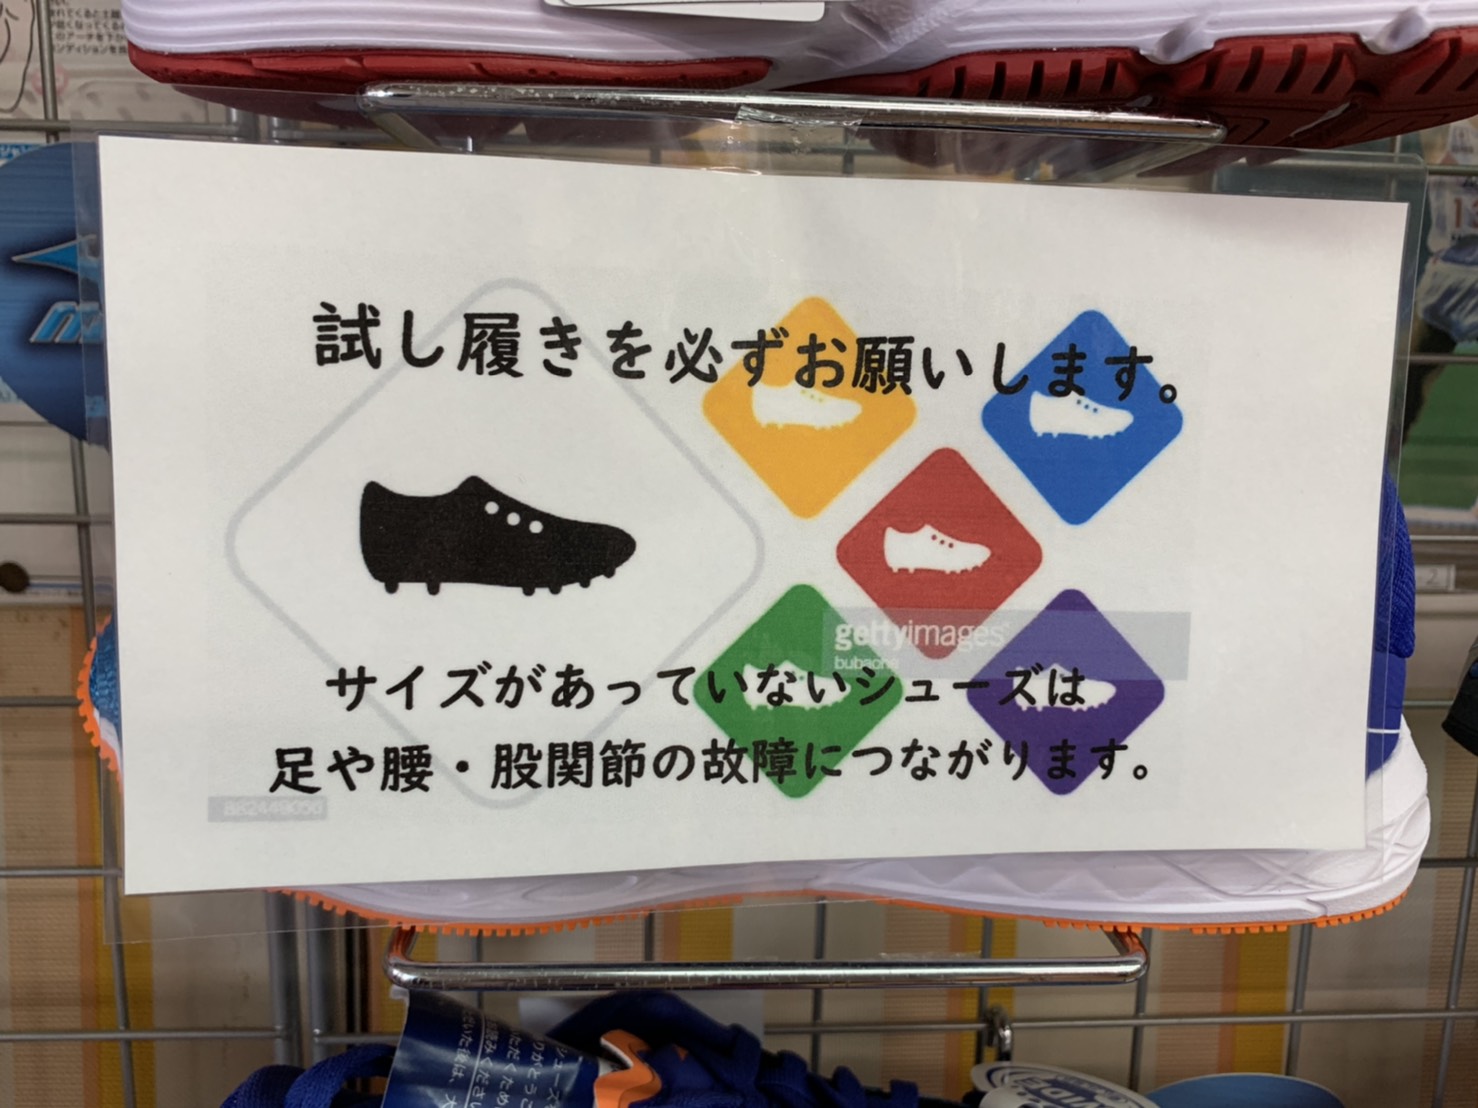 試し履きを必ずお願いします。
gettyimages
サイズがあっていないシューズは
足や腰・股関節の故障につながります。